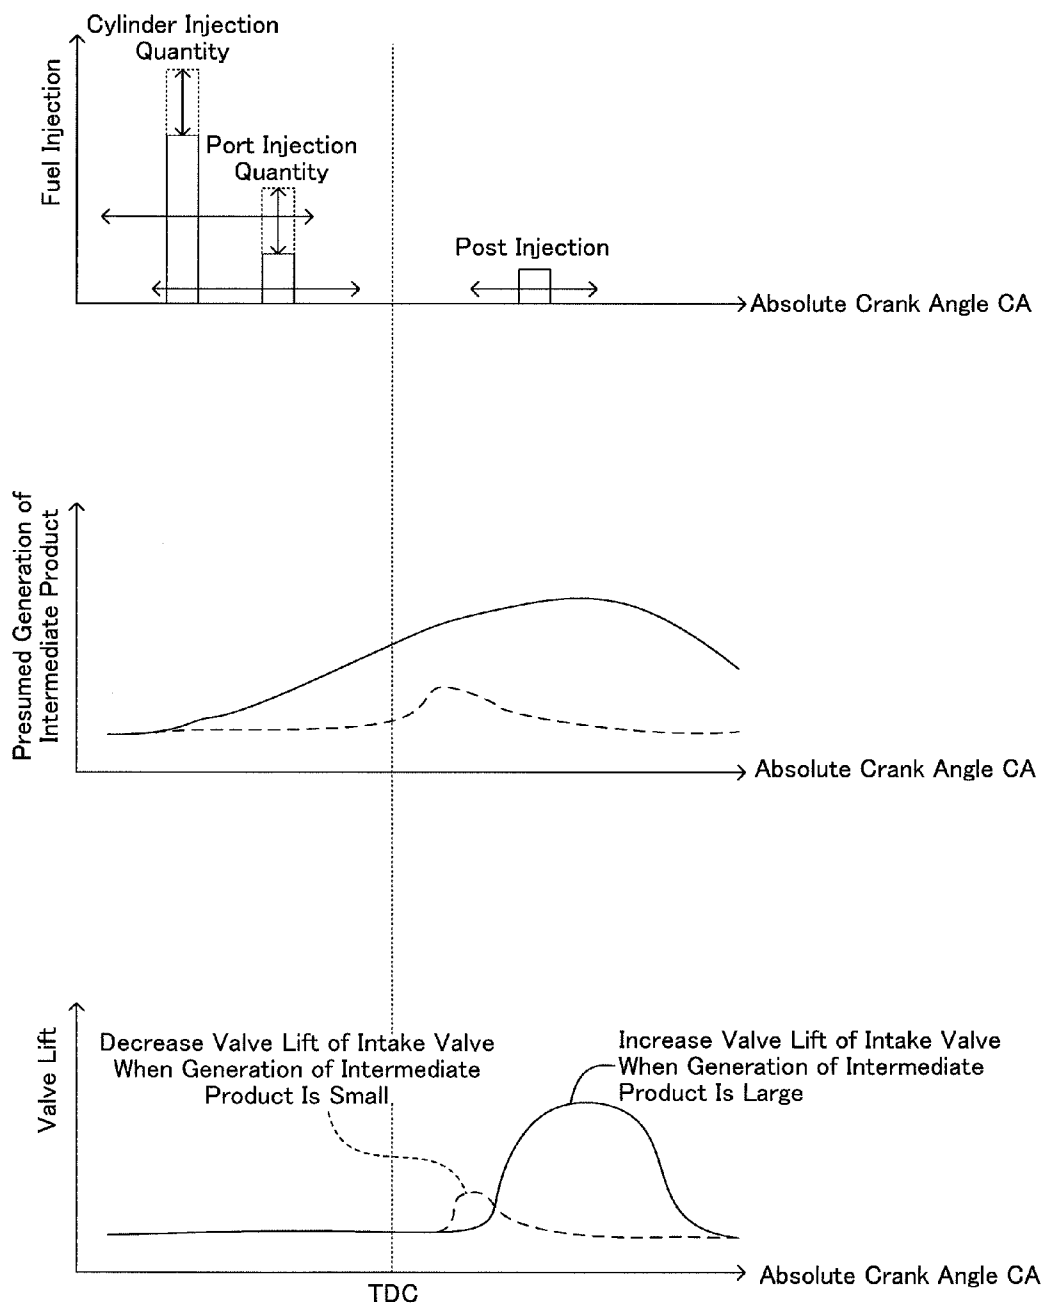 Cylinder Injection
Quantity
Fuel Injection
Port Injection
Quantity
Post Injection
Absolute Crank Angle CA
Presumed Generation of
Intermediate Product
Absolute Crank Angle CA
Valve Lift
Decrease Valve Lift of Intake Valve
When Generation of Intermediate
Product Is Small
Increase Valve Lift of Intake Valve
When Generation of Intermediate
Product Is Large
Absolute Crank Angle CA
TDC